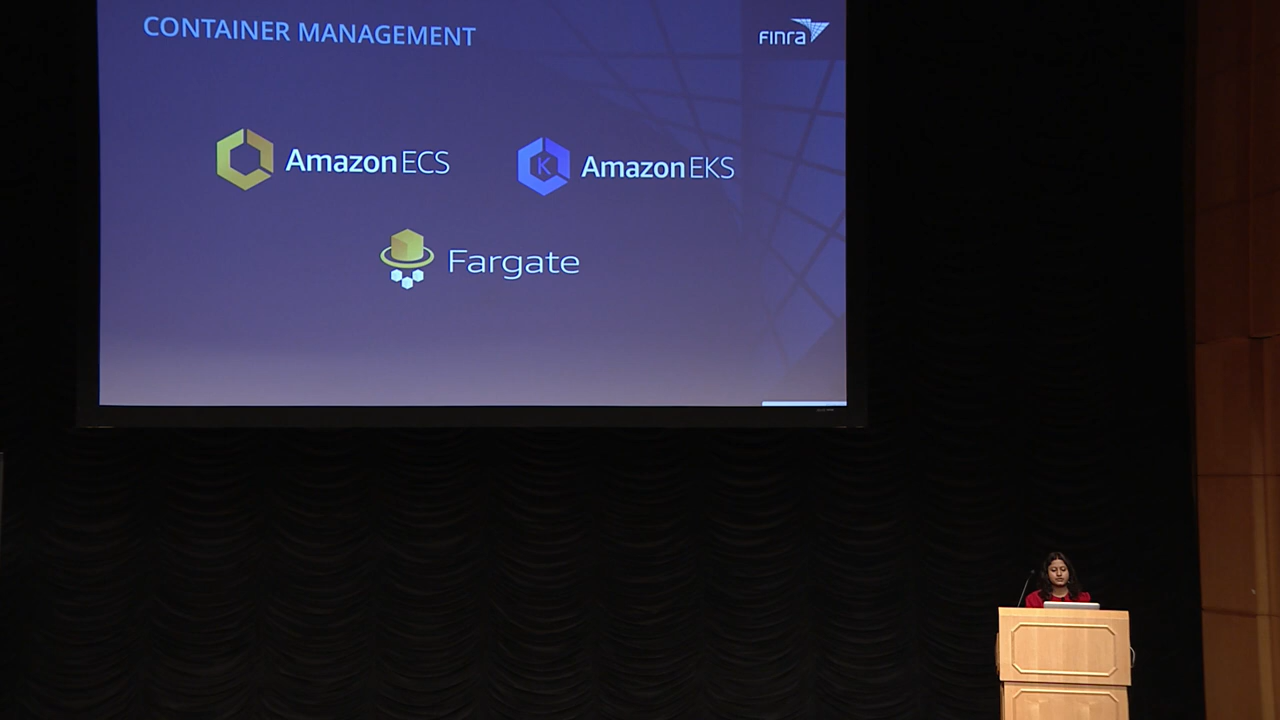 CONTAINER MANAGEMENT
FINRA
Amazon ECS
K
Amazon EKS
Fargate